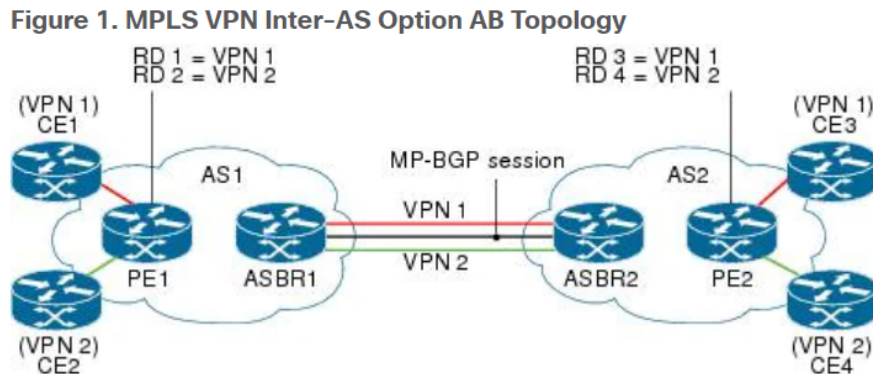 Figure 1. MPLS VPN Inter-AS Option AB Topology
RD 1 = VPN 1
RD 2 = VPN 2
RD 3 = VPN 1
RD 4 = VPN 2
(VPN 1)
CE1
(VPN 1)
CE3
AS1
MP-BGP session
AS2
VPN 1
VPN 2
PE1
ASBR1
ASBR2
PE2
(VPN 2)
CE2
(VPN 2)
CE4